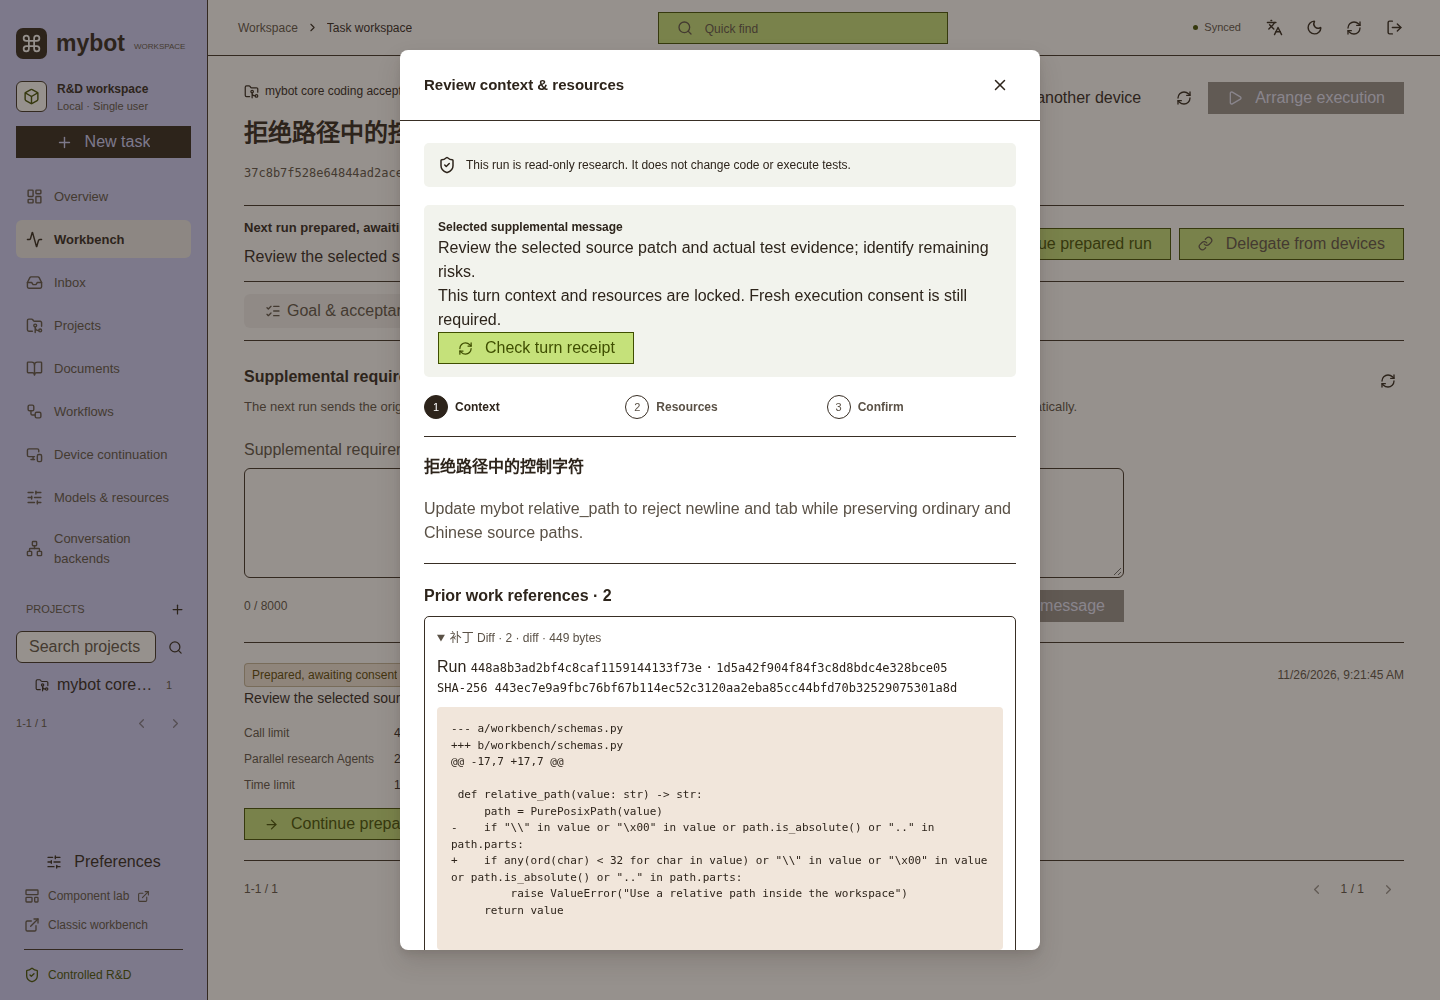 mybot WORKSPACE
R&D workspace
Local · Single user
New task
Overview
Workbench
Inbox
Projects
Documents
Workflows
Device continuation
Models & resources
Conversation
backends
PROJECTS
Search projects
mybot core… 1
1-1 / 1
Preferences
Component lab
Classic workbench
Controlled R&D
Workspace > Task workspace
Quick find
Synced
mybot core coding accept
another device
Arrange execution
拒绝路径中的控
37c8b7f528e64844ad2ace
Next run prepared, awaiti
Review the selected s
ue prepared run
Delegate from devices
Goal & acceptan
Supplemental require
The next run sends the orig
atically.
Supplemental requirem
0 / 8000
message
Prepared, awaiting consent
11/26/2026, 9:21:45 AM
Review the selected sour
Call limit 4
Parallel research Agents 2
Time limit 1
Continue prepa
1-1 / 1
1 / 1
Review context & resources
This run is read-only research. It does not change code or execute tests.
Selected supplemental message
Review the selected source patch and actual test evidence; identify remaining
risks.
This turn context and resources are locked. Fresh execution consent is still
required.
Check turn receipt
1 Context 2 Resources 3 Confirm
拒绝路径中的控制字符
Update mybot relative_path to reject newline and tab while preserving ordinary and
Chinese source paths.
Prior work references · 2
▼ 补丁 Diff · 2 · diff · 449 bytes
Run 448a8b3ad2bf4c8caf1159144133f73e · 1d5a42f904f84f3c8d8bdc4e328bce05
SHA-256 443ec7e9a9fbc76bf67b114ec52c3120aa2eba85cc44bfd70b32529075301a8d
--- a/workbench/schemas.py
+++ b/workbench/schemas.py
@@ -17,7 +17,7 @@
def relative_path(value: str) -> str:
path = PurePosixPath(value)
- if "\\" in value or "\x00" in value or path.is_absolute() or ".." in
path.parts:
+ if any(ord(char) < 32 for char in value) or "\\" in value or "\x00" in value
or path.is_absolute() or ".." in path.parts:
raise ValueError("Use a relative path inside the workspace")
return value